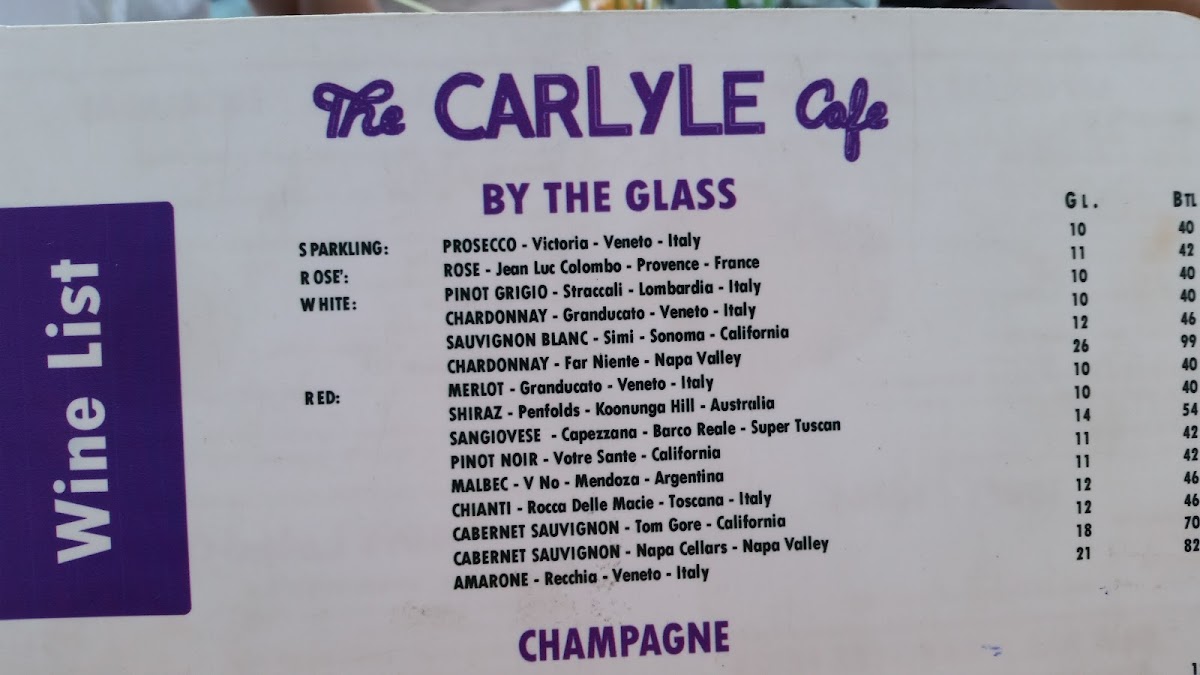 The CARLYLE Cafe
Wine List
BY THE GLASS
GL. BTL
SPARKLING: PROSECCO - Victoria - Veneto - Italy 10 40
ROSE': ROSE - Jean Luc Colombo - Provence - France 11 42
WHITE: PINOT GRIGIO - Straccali - Lombardia - Italy 10 40
CHARDONNAY - Granducato - Veneto - Italy 10 40
SAUVIGNON BLANC - Simi - Sonoma - California 12 46
CHARDONNAY - Far Niente - Napa Valley 26 99
RED: MERLOT - Granducato - Veneto - Italy 10 40
SHIRAZ - Penfolds - Koonunga Hill - Australia 10 40
SANGIOVESE - Capezzana - Barco Reale - Super Tuscan 14 54
PINOT NOIR - Votre Sante - California 11 42
MALBEC - V No - Mendoza - Argentina 11 42
CHIANTI - Rocca Delle Macie - Toscana - Italy 12 46
CABERNET SAUVIGNON - Tom Gore - California 12 46
CABERNET SAUVIGNON - Napa Cellars - Napa Valley 18 70
AMARONE - Recchia - Veneto - Italy 21 82
CHAMPAGNE